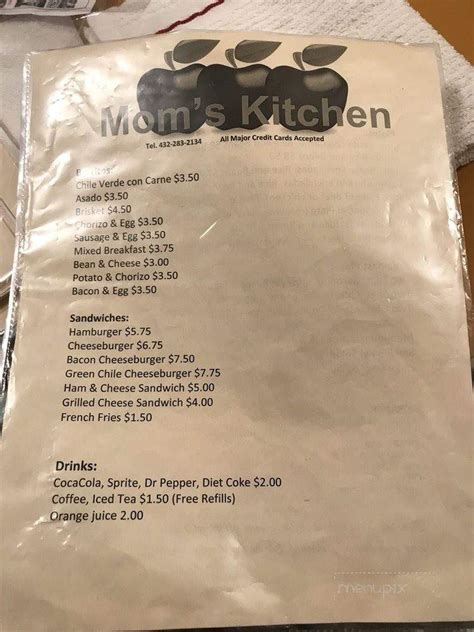 Mom's Kitchen
Tel. 432-283-2134 All Major Credit Cards Accepted
Chile Verde con Carne $3.50
Asado $3.50
Brisket $4.50
Chorizo & Egg $3.50
Sausage & Egg $3.50
Mixed Breakfast $3.75
Bean & Cheese $3.00
Potato & Chorizo $3.50
Bacon & Egg $3.50
Sandwiches:
Hamburger $5.75
Cheeseburger $6.75
Bacon Cheeseburger $7.50
Green Chile Cheeseburger $7.75
Ham & Cheese Sandwich $5.00
Grilled Cheese Sandwich $4.00
French Fries $1.50
Drinks:
CocaCola, Sprite, Dr Pepper, Diet Coke $2.00
Coffee, Iced Tea $1.50 (Free Refills)
Orange juice 2.00
menupix